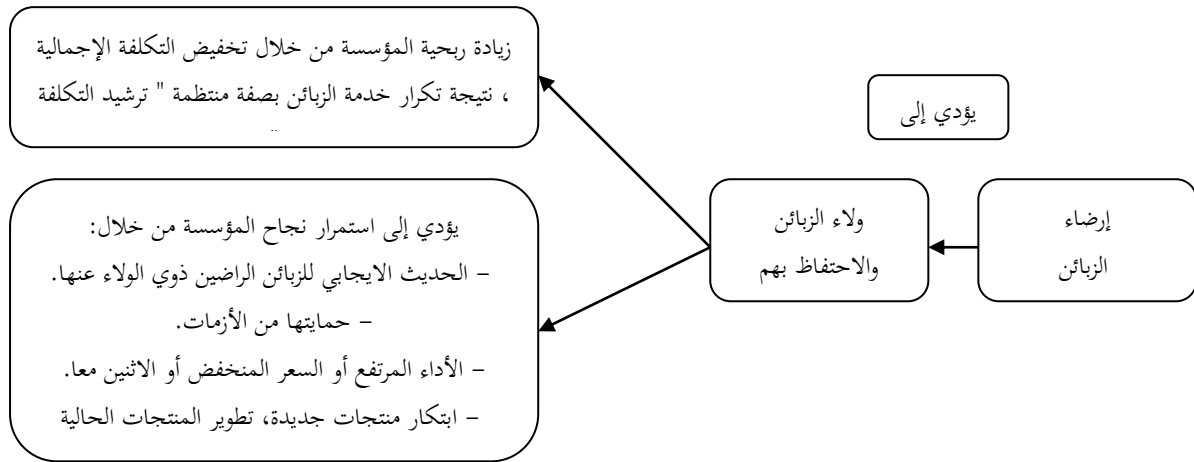 يؤدي إلى
إرضاء
الزبائن
ولاء الزبائن
والاحتفاظ بهم
زيادة ربحية المؤسسة من خلال تخفيض التكلفة الإجمالية
، نتيجة تكرار خدمة الزبائن بصفة منتظمة " ترشيد التكلفة
يؤدي إلى استمرار نجاح المؤسسة من خلال:
– الحديث الايجابي للزبائن الراضين ذوي الولاء عنها.
– حمايتها من الأزمات.
– الأداء المرتفع أو السعر المنخفض أو الاثنين معا.
– ابتكار منتجات جديدة، تطوير المنتجات الحالية